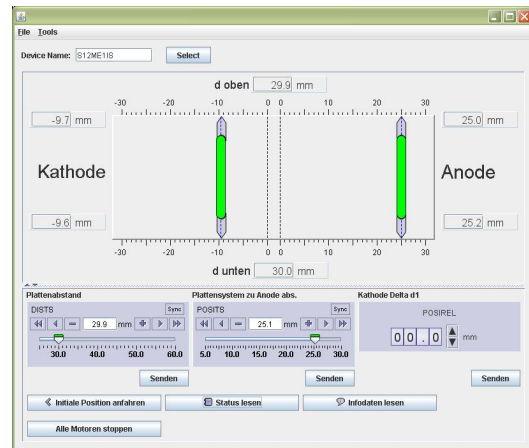 File Tools
Device Name: S12ME1IS Select
d oben 29.9 mm
-30 -20 -10 0 0 10 20 30
-9.7 mm 25.0 mm
Kathode Anode
-9.6 mm 25.2 mm
-30 -20 -10 0 0 10 20 30
d unten 30.0 mm
Plattenabstand Plattensystem zu Anode abs. Kathode Delta d1
DISTS Sync POSITS Sync POSIREL
29.9 mm 25.1 mm 00.0 mm
30.0 40.0 50.0 60.0 5.0 10.0 15.0 20.0 25.0 30.0
Senden Senden Senden
Initiale Position anfahren Status lesen Infodaten lesen
Alle Motoren stoppen